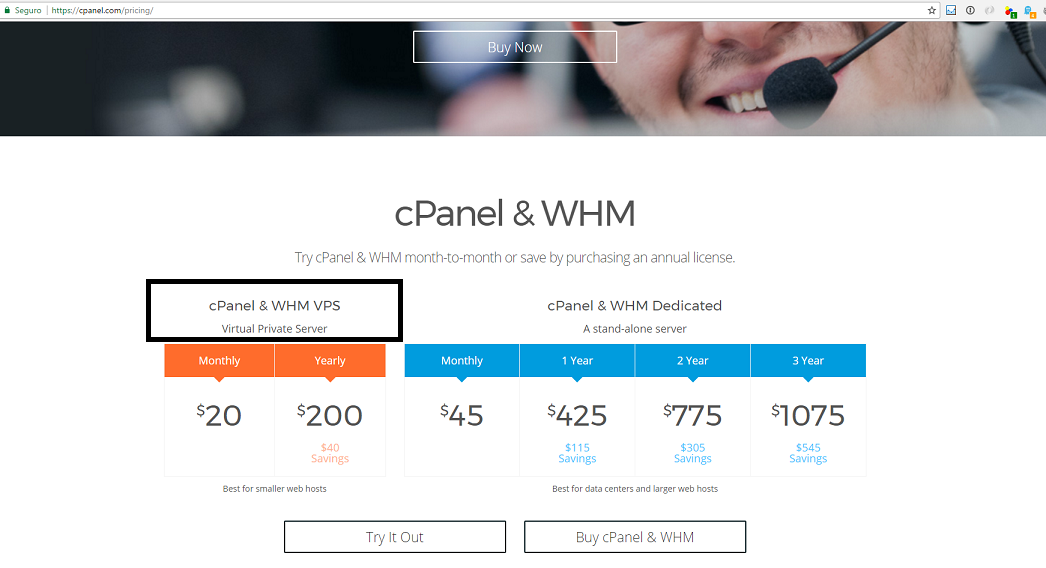 Seguro https://cpanel.com/pricing/
Buy Now
cPanel & WHM
Try cPanel & WHM month-to-month or save by purchasing an annual license.
cPanel & WHM VPS
Virtual Private Server
Monthly Yearly
$20 $200
$40
Savings
Best for smaller web hosts
cPanel & WHM Dedicated
A stand-alone server
Monthly 1 Year 2 Year 3 Year
$45 $425 $775 $1075
$115 $305 $545
Savings Savings Savings
Best for data centers and larger web hosts
Try It Out Buy cPanel & WHM